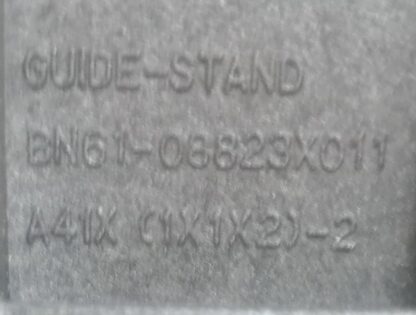 GUIDE-STAND
BN61-08823X011
A41X (1X1X2)-2